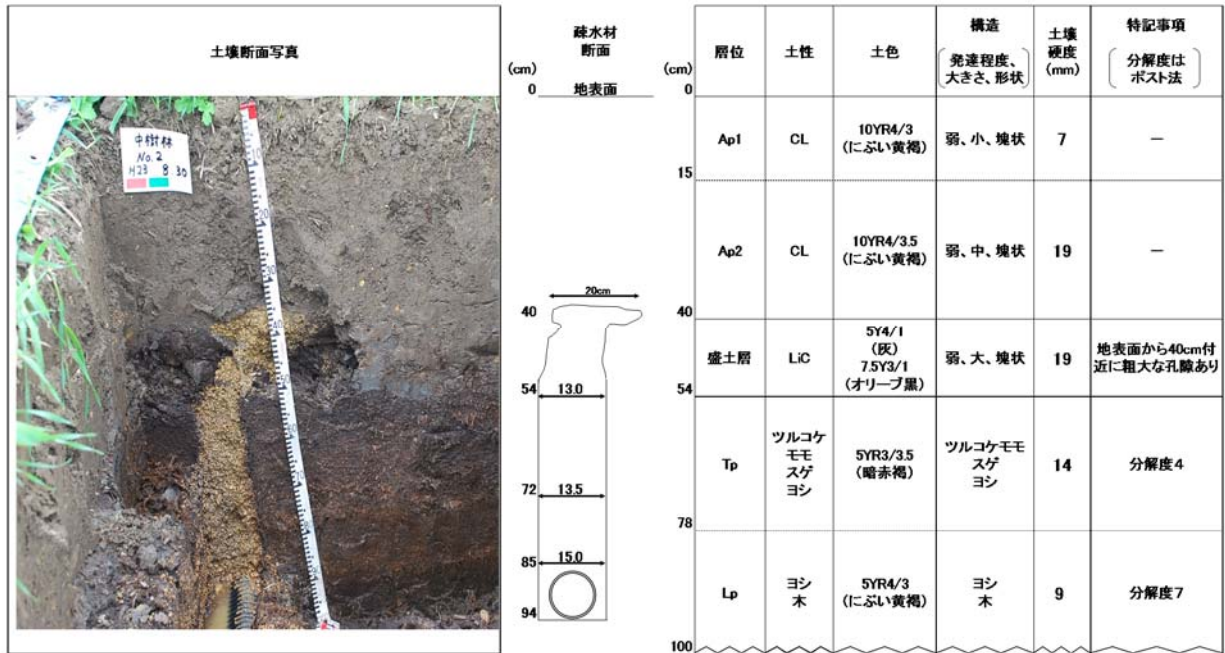 土壌断面写真
疎水材
断面
(cm)
0
地表面
20cm
40
54
13.0
72
13.5
85
15.0
94
(cm)
0
15
40
54
78
100
層位
土性
土色
構造
発達程度、
大きさ、形状
土壌
硬度
(mm)
特記事項
分解度は
ポスト法
Ap1
CL
10YR4/3
(にぶい黄褐)
弱、小、塊状
7
－
Ap2
CL
10YR4/3.5
(にぶい黄褐)
弱、中、塊状
19
－
盛土層
LiC
5Y4/1
(灰)
7.5Y3/1
(オリーブ黒)
弱、大、塊状
19
地表面から40cm付
近に粗大な孔隙あり
Tp
ツルコケ
モモ
スゲ
ヨシ
5YR3/3.5
(暗赤褐)
ツルコケモモ
スゲ
ヨシ
14
分解度4
Lp
ヨシ
木
5YR4/3
(にぶい黄褐)
ヨシ
木
9
分解度7
中樹林
No.2
H23 8.30